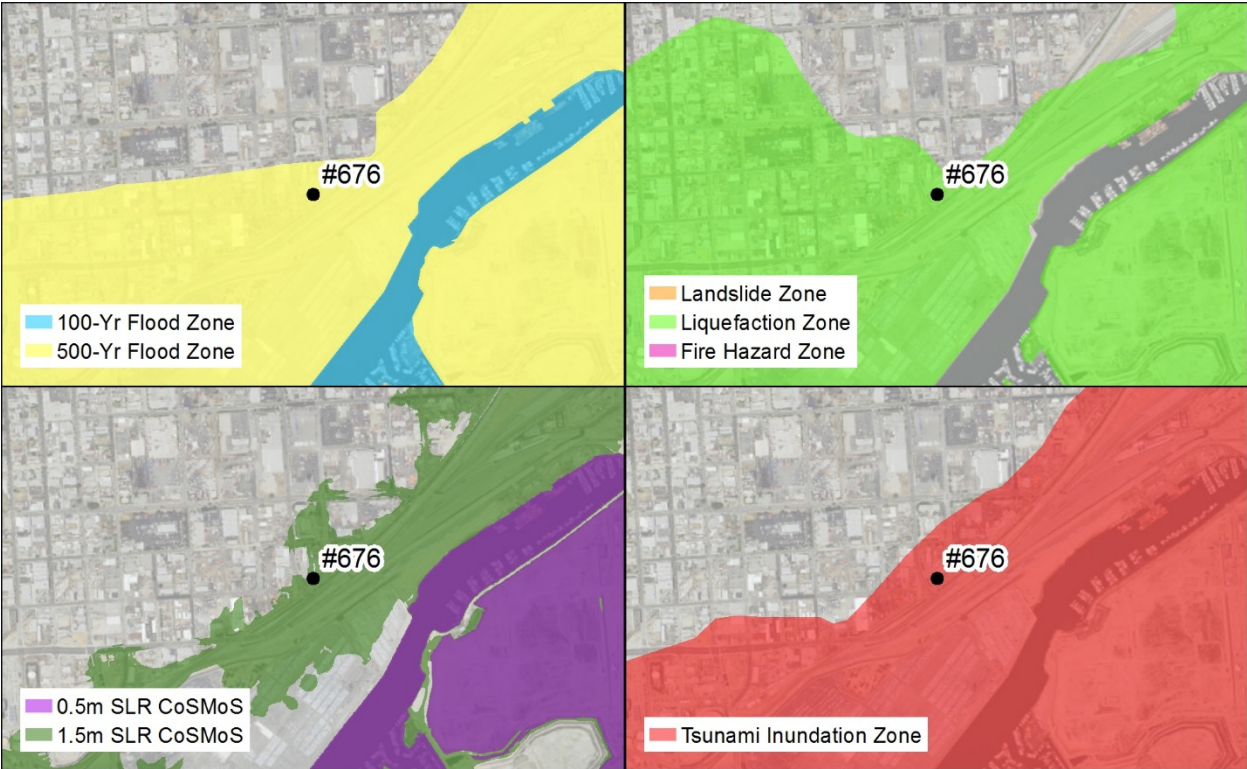 #676
100-Yr Flood Zone
500-Yr Flood Zone
#676
Landslide Zone
Liquefaction Zone
Fire Hazard Zone
#676
0.5m SLR CoSMoS
1.5m SLR CoSMoS
#676
Tsunami Inundation Zone